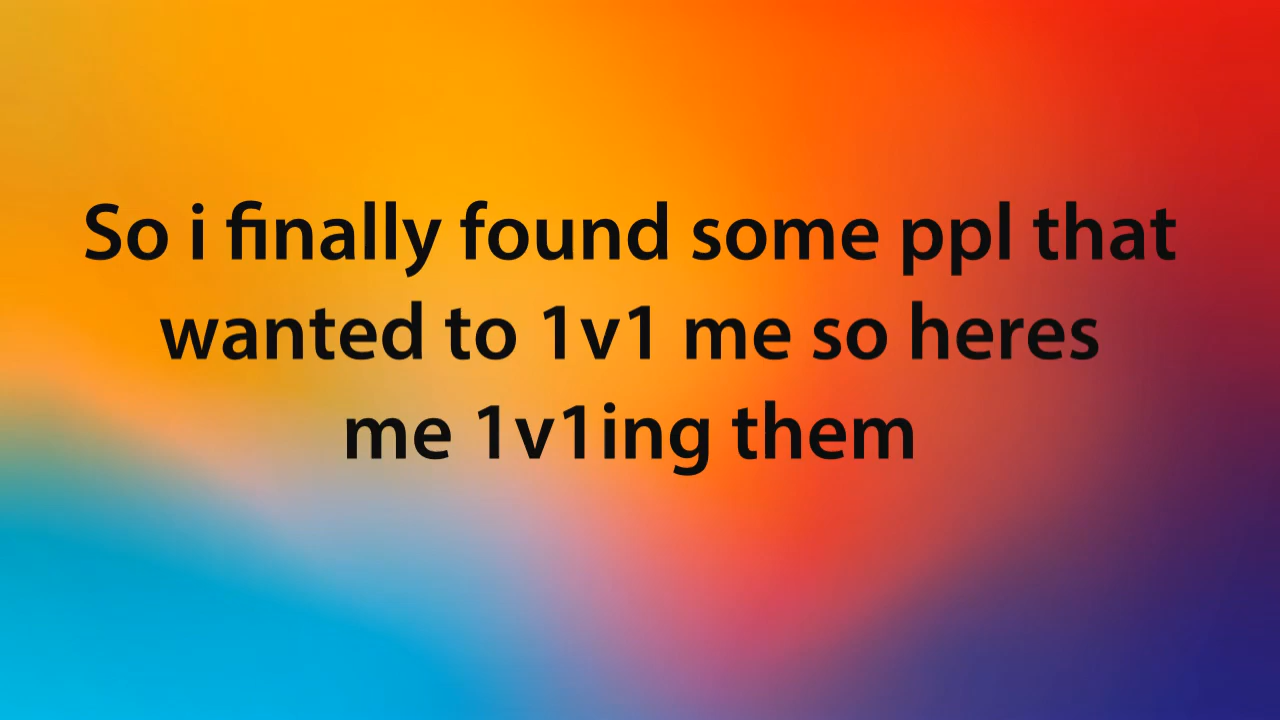 So i finally found some ppl that
wanted to 1v1 me so heres
me 1v1ing them